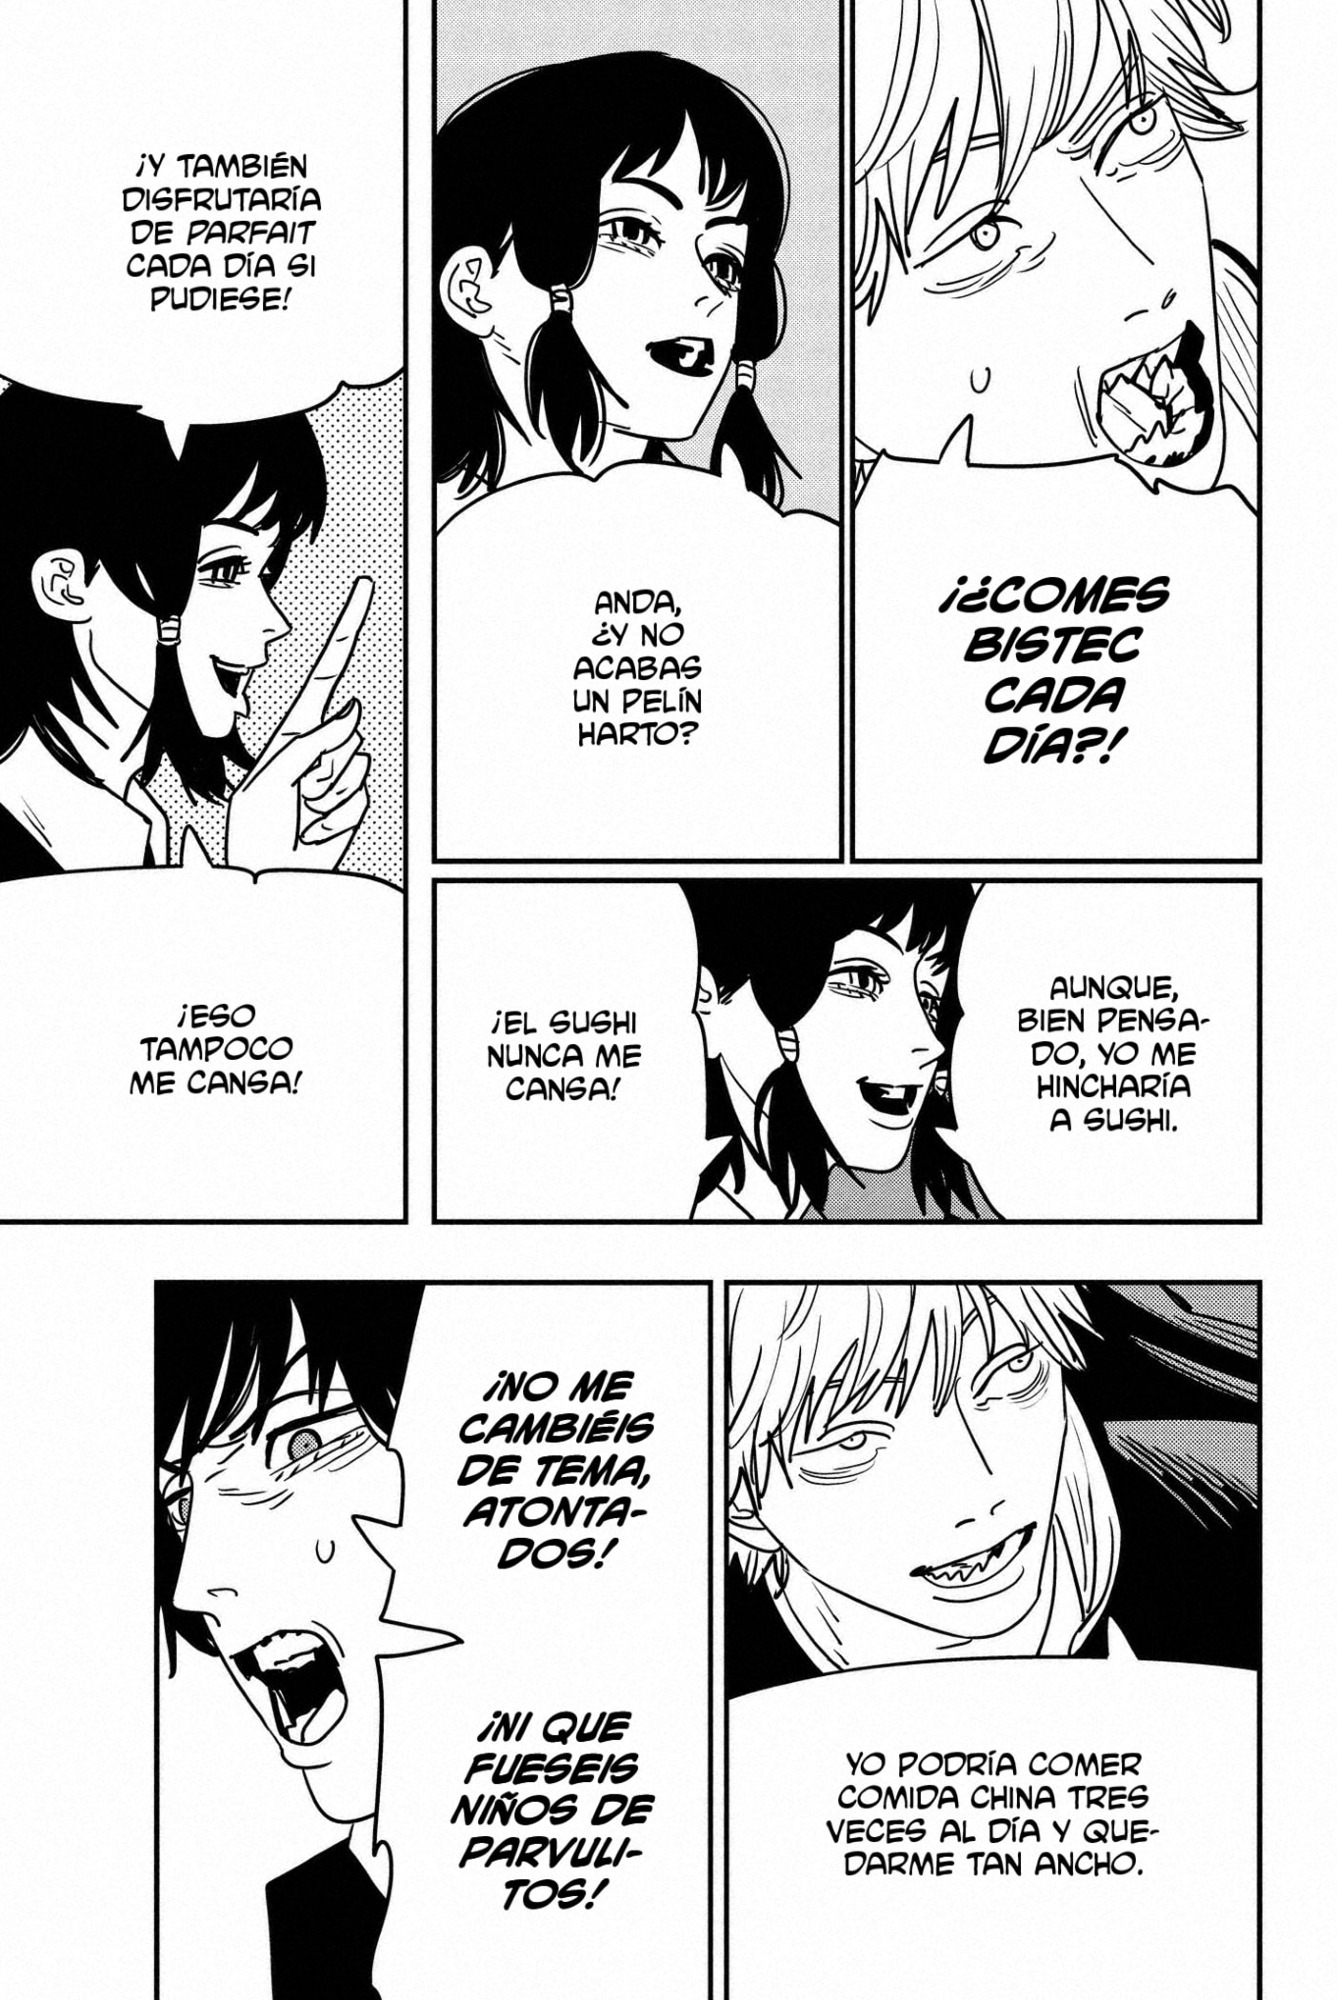 ¡¿COMES
BISTEC
CADA
DÍA?!
ANDA,
¿Y NO
ACABAS
UN PELÍN
HARTO?
AUNQUE,
BIEN PENSA-
DO, YO ME
HINCHARÍA
A SUSHI.
¡EL SUSHI
NUNCA ME
CANSA!
¡Y TAMBIÉN
DISFRUTARÍA
DE PARFAIT
CADA DÍA SI
PUDIESE!
¡ESO
TAMPOCO
ME CANSA!
YO PODRÍA COMER
COMIDA CHINA TRES
VECES AL DÍA Y QUE-
DARME TAN ANCHO.
¡NO ME
CAMBIÉIS
DE TEMA,
ATONTA-
DOS!
¡NI QUE
FUESEIS
NIÑOS DE
PARVULI-
TOS!